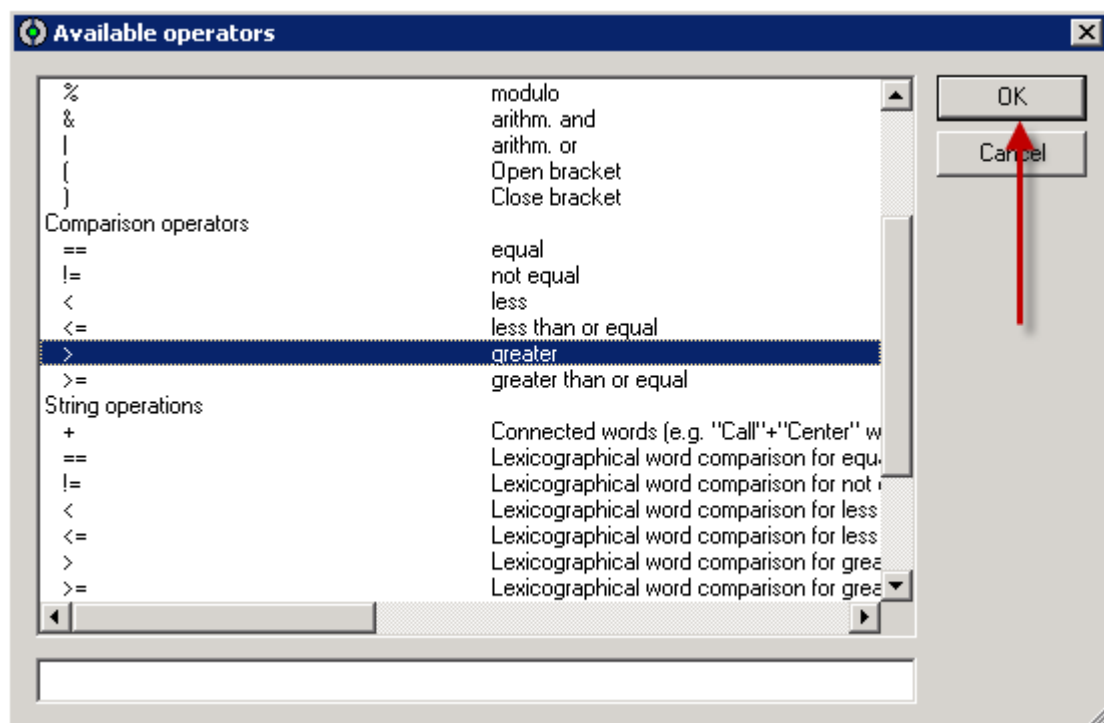 Available operators
% modulo
& arithm. and
| arithm. or
( Open bracket
) Close bracket
Comparison operators
== equal
!= not equal
< less
<= less than or equal
> greater
>= greater than or equal
String operations
+ Connected words (e.g. "Call"+"Center" w
== Lexicographical word comparison for equ
!= Lexicographical word comparison for not
< Lexicographical word comparison for less
<= Lexicographical word comparison for less
> Lexicographical word comparison for grea
>= Lexicographical word comparison for grea
OK
Cancel